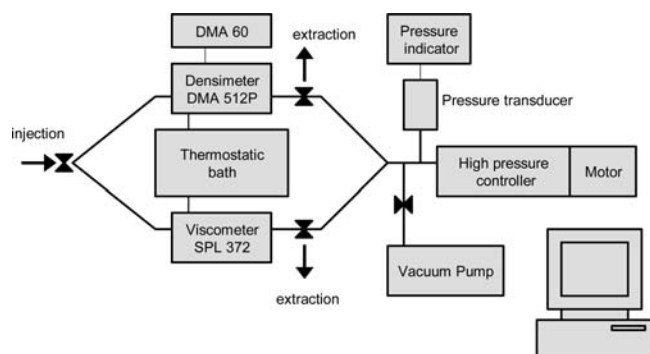 DMA 60
extraction
Pressure
indicator
Densimeter
DMA 512P
Pressure transducer
injection
Thermostatic
bath
High pressure
controller
Motor
Viscometer
SPL 372
Vacuum Pump
extraction